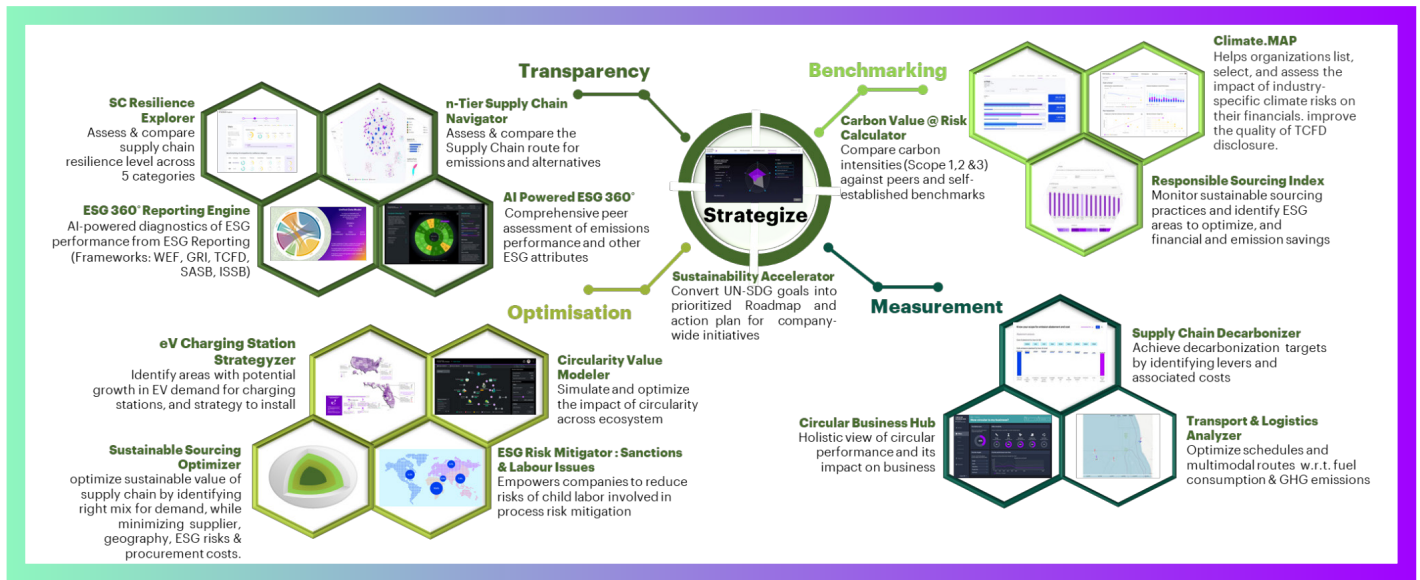 Transparency
SC Resilience
Explorer
Assess & compare
supply chain
resilience level across
5 categories
n-Tier Supply Chain
Navigator
Assess & compare the
Supply Chain route for
emissions and alternatives
ESG 360° Reporting Engine
AI-powered diagnostics of ESG
performance from ESG Reporting
(Frameworks: WEF, GRI, TCFD,
SASB, ISSB)
AI Powered ESG 360°
Comprehensive peer
assessment of emissions
performance and other
ESG attributes
Benchmarking
Carbon Value @ Risk
Calculator
Compare carbon
intensities (Scope 1,2 &3)
against peers and self-
established benchmarks
Climate.MAP
Helps organizations list,
select, and assess the
impact of industry-
specific climate risks on
their financials. improve
the quality of TCFD
disclosure.
Responsible Sourcing Index
Monitor sustainable sourcing
practices and identify ESG
areas to optimize, and
financial and emission savings
Strategize
Sustainability Accelerator
Convert UN-SDG goals into
prioritized Roadmap and
action plan for company-
wide initiatives
Optimisation
eV Charging Station
Strategyzer
Identify areas with potential
growth in EV demand for charging
stations, and strategy to install
Circularity Value
Modeler
Simulate and optimize
the impact of circularity
across ecosystem
Sustainable Sourcing
Optimizer
optimize sustainable value of
supply chain by identifying
right mix for demand, while
minimizing supplier,
geography, ESG risks &
procurement costs.
ESG Risk Mitigator : Sanctions
& Labour Issues
Empowers companies to reduce
risks of child labor involved in
process risk mitigation
Measurement
Supply Chain Decarbonizer
Achieve decarbonization targets
by identifying levers and
associated costs
Circular Business Hub
Holistic view of circular
performance and its
impact on business
Transport & Logistics
Analyzer
Optimize schedules and
multimodal routes w.r.t. fuel
consumption & GHG emissions